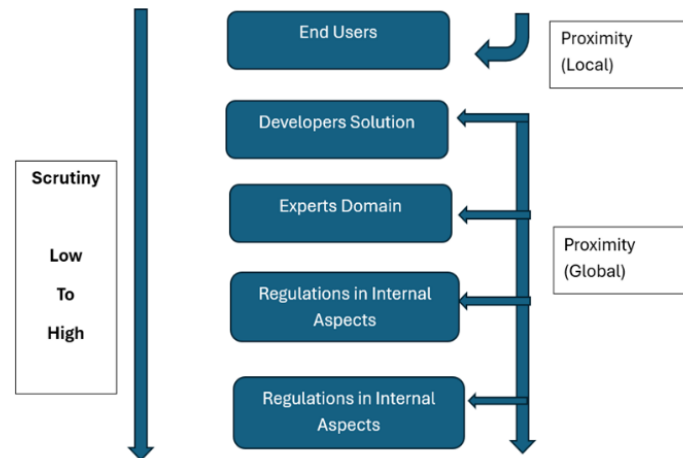 End Users
Proximity
(Local)
Developers Solution
Scrutiny
Low
To
High
Experts Domain
Proximity
(Global)
Regulations in Internal
Aspects
Regulations in Internal
Aspects